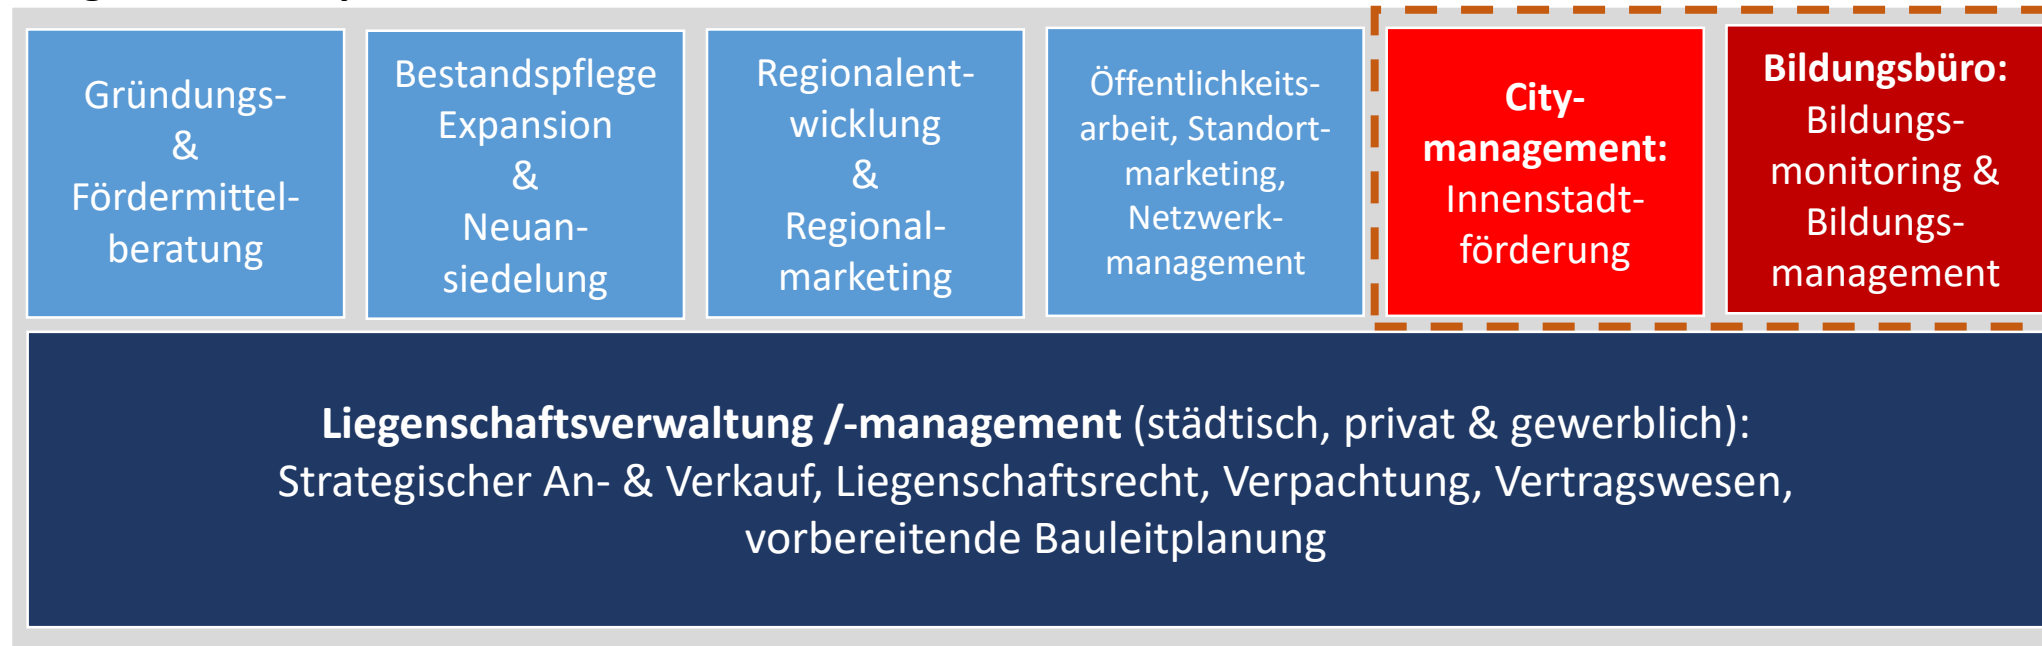 Gründungs-
&
Fördermittel-
beratung
Bestandspflege
Expansion
&
Neuan-
siedelung
Regionalent-
wicklung
&
Regional-
marketing
Öffentlichkeits-
arbeit, Standort-
marketing,
Netzwerk-
management
City-
management:
Innenstadt-
förderung
Bildungsbüro:
Bildungs-
monitoring &
Bildungs-
management
Liegenschaftsverwaltung /-management (städtisch, privat & gewerblich):
Strategischer An- & Verkauf, Liegenschaftsrecht, Verpachtung, Vertragswesen,
vorbereitende Bauleitplanung